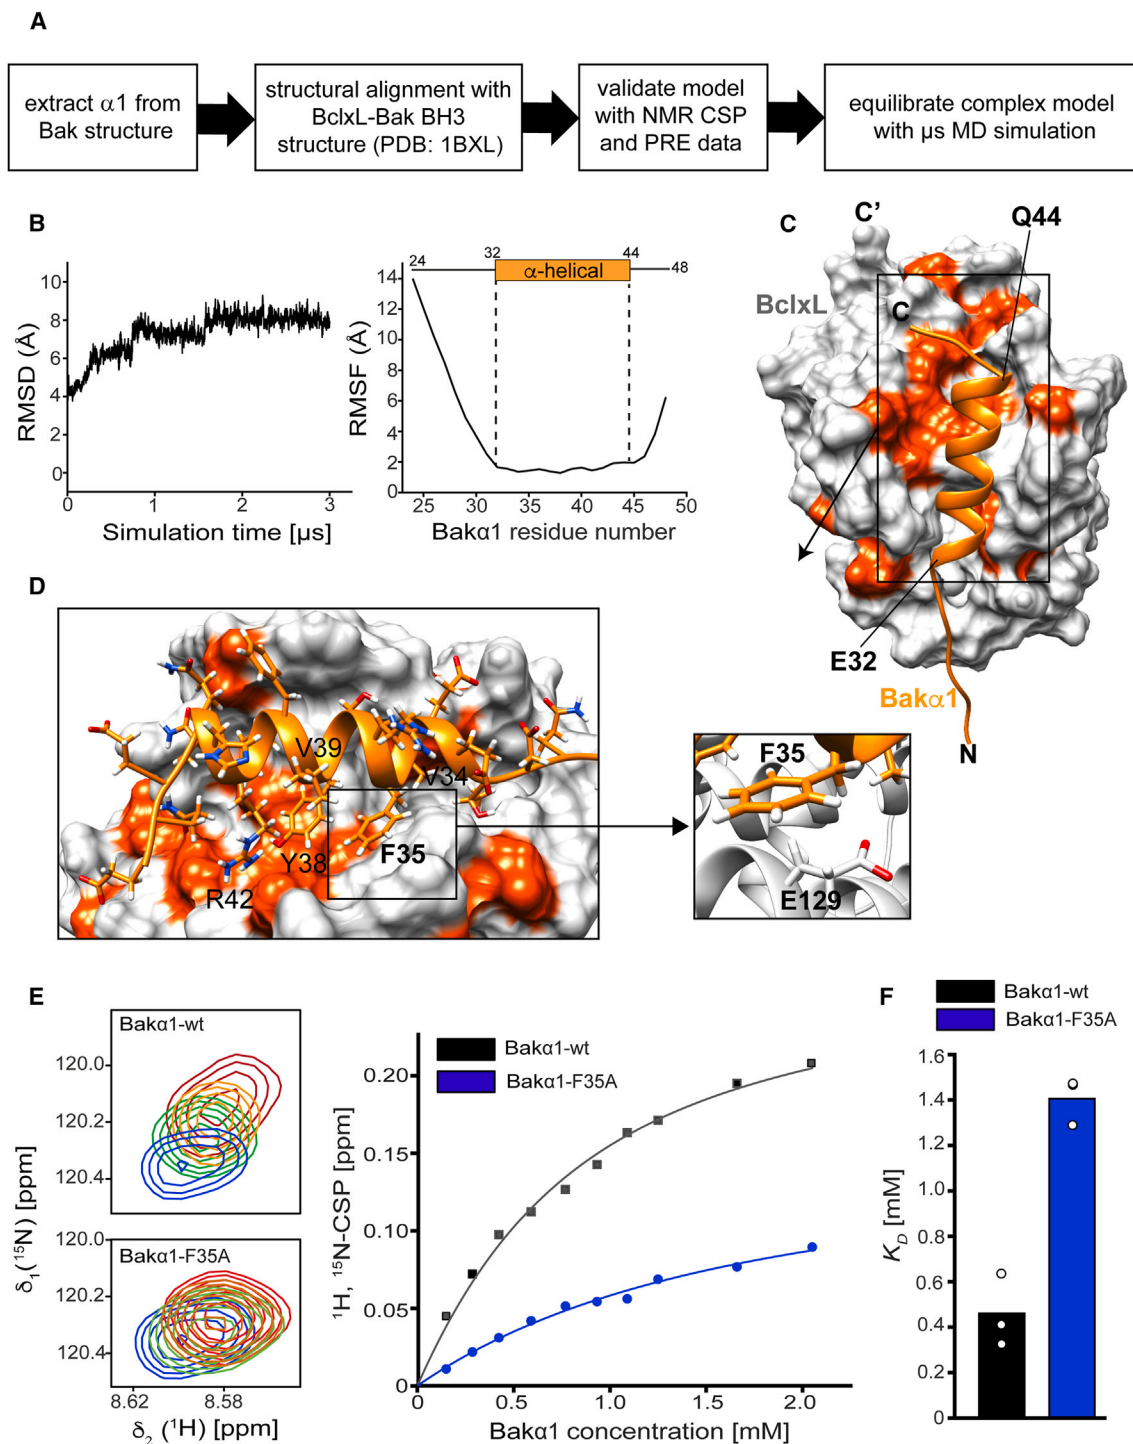 A
extract α1 from
Bak structure
structural alignment with
BclxL-Bak BH3
structure (PDB: 1BXL)
validate model
with NMR CSP
and PRE data
equilibrate complex model
with μs MD simulation
B
RMSD (Å)
10
8
6
4
2
0
0
1
2
3
Simulation time [μs]
24
32
44
48
α-helical
RMSF (Å)
14
12
10
8
6
4
2
0
25
30
35
40
45
50
Bakα1 residue number
C
C’
Q44
BclxL
C
E32
Bakα1
N
D
V39
V34
F35
Y38
R42
F35
E129
E
Bakα1-wt
120.0
120.2
120.4
Bakα1-F35A
120.0
120.2
120.4
8.62
8.58
δ1(15N) [ppm]
δ2 (1H) [ppm]
Bakα1-wt
Bakα1-F35A
1H, 15N-CSP [ppm]
0.20
0.15
0.10
0.05
0
0
0.5
1.0
1.5
2.0
Bakα1 concentration [mM]
F
Bakα1-wt
Bakα1-F35A
KD [mM]
1.6
1.4
1.2
1.0
0.6
0.4
0.2
0